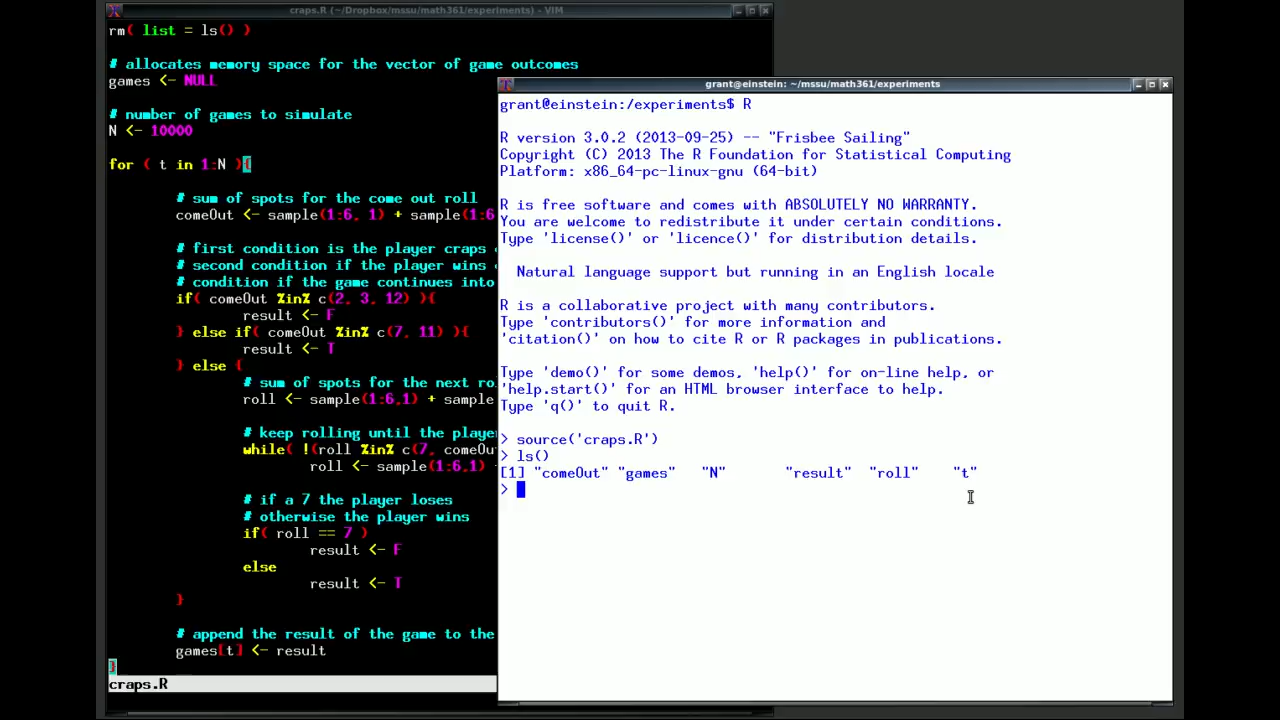 craps.R (~/Dropbox/mssu/math361/experiments) - VIM
rm( list = ls() )
# allocates memory space for the vector of game outcomes
games <- NULL
# number of games to simulate
N <- 10000
for ( t in 1:N ){
# sum of spots for the come out roll
comeOut <- sample(1:6, 1) + sample(1:6
# first condition is the player craps
# second condition if the player wins
# condition if the game continues into
if( comeOut %in% c(2, 3, 12) ){
result <- F
} else if( comeOut %in% c(7, 11) ){
result <- T
} else {
# sum of spots for the next ro
roll <- sample(1:6,1) + sample
# keep rolling until the player
while( !(roll %in% c(7, comeOu
roll <- sample(1:6,1)
# if a 7 the player loses
# otherwise the player wins
if( roll == 7 )
result <- F
else
result <- T
}
# append the result of the game to the
games[t] <- result
}
craps.R
grant@einstein: ~/mssu/math361/experiments
grant@einstein:/experiments$ R
R version 3.0.2 (2013-09-25) -- "Frisbee Sailing"
Copyright (C) 2013 The R Foundation for Statistical Computing
Platform: x86_64-pc-linux-gnu (64-bit)
R is free software and comes with ABSOLUTELY NO WARRANTY.
You are welcome to redistribute it under certain conditions.
Type 'license()' or 'licence()' for distribution details.
Natural language support but running in an English locale
R is a collaborative project with many contributors.
Type 'contributors()' for more information and
'citation()' on how to cite R or R packages in publications.
Type 'demo()' for some demos, 'help()' for on-line help, or
'help.start()' for an HTML browser interface to help.
Type 'q()' to quit R.
> source('craps.R')
> ls()
[1] "comeOut" "games" "N" "result" "roll" "t"
>